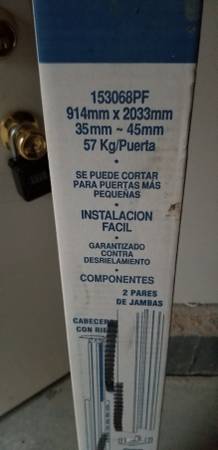 153068PF
914mm x 2033mm
35mm ~ 45mm
57 Kg/Puerta
•
SE PUEDE CORTAR
PARA PUERTAS MÁS
PEQUEÑAS
•
INSTALACION
FACIL
•
GARANTIZADO
CONTRA
DESRIELAMIENTO
•
COMPONENTES
2 PARES
DE JAMBAS
CON